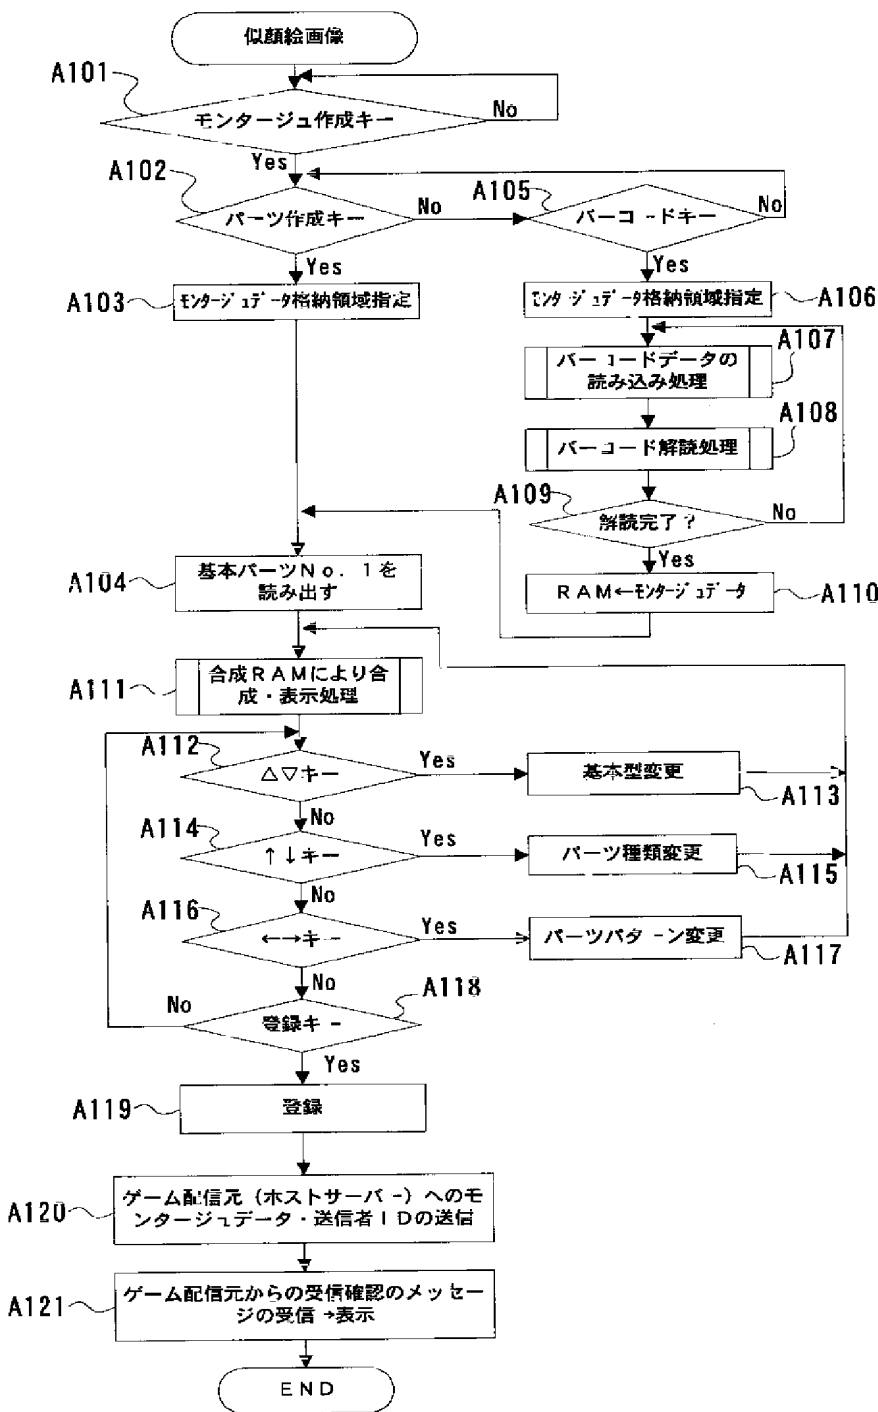 似顔絵画像
A101
モンタージュ作成キー
No
Yes
A102
パーツ作成キー
No
A105
バーコードキー
No
Yes
Yes
A103
モンタージュデータ格納領域指定
モンタージュデータ格納領域指定
A106
バーコードデータの
読み込み処理
A107
バーコード解読処理
A108
A109
解読完了?
No
Yes
A104
基本パーツNo.1を
読み出す
RAM←モンタージュデータ
A110
A111
合成RAMにより合
成・表示処理
A112
△▽キー
Yes
基本型変更
A113
No
A114
↑↓キー
Yes
パーツ種類変更
A115
No
A116
←→キー
Yes
パーツパターン変更
A117
No
No
登録キー
A118
Yes
A119
登録
A120
ゲーム配信元(ホストサーバー)へのモ
ンタージュデータ・送信者IDの送信
A121
ゲーム配信元からの受信確認のメッセー
ジの受信→表示
END